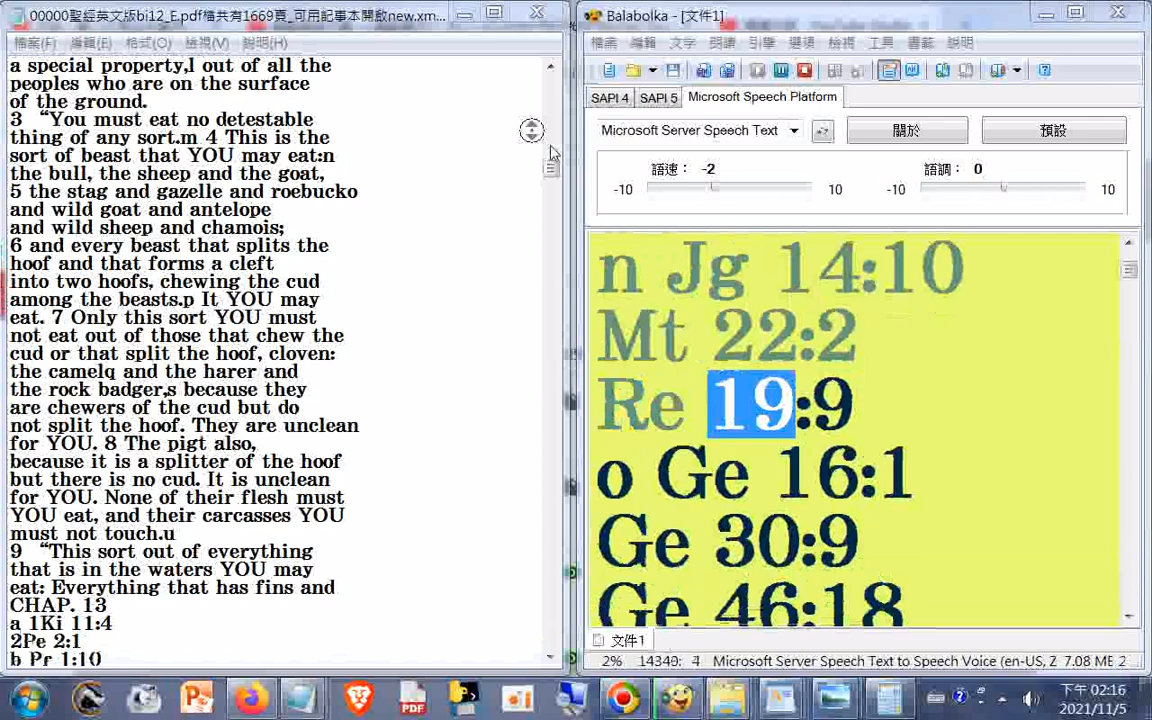 00000聖經英文版bi12_E.pdf檔共有1669頁_可用記事本開啟new.xm...
檔案(F) 編輯(E) 格式(O) 檢視(V) 說明(H)
a special property,l out of all the
peoples who are on the surface
of the ground.
3 “You must eat no detestable
thing of any sort.m 4 This is the
sort of beast that YOU may eat:n
the bull, the sheep and the goat,
5 the stag and gazelle and roebucko
and wild goat and antelope
and wild sheep and chamois;
6 and every beast that splits the
hoof and that forms a cleft
into two hoofs, chewing the cud
among the beasts.p It YOU may
eat. 7 Only this sort YOU must
not eat out of those that chew the
cud or that split the hoof, cloven:
the camelq and the harer and
the rock badger,s because they
are chewers of the cud but do
not split the hoof. They are unclean
for YOU. 8 The pigt also,
because it is a splitter of the hoof
but there is no cud. It is unclean
for YOU. None of their flesh must
YOU eat, and their carcasses YOU
must not touch.u
9 “This sort out of everything
that is in the waters YOU may
eat: Everything that has fins and
CHAP. 13
a 1Ki 11:4
2Pe 2:1
b Pr 1:10
Balabolka - [文件1]
檔案 編輯 文字 朗讀 引擎 選項 檢視 工具 書籤 說明
SAPI 4 SAPI 5 Microsoft Speech Platform
Microsoft Server Speech Text 關於 預設
語速： -2 語調： 0
-10 10 -10 10
n Jg 14:10
Mt 22:2
Re 19:9
o Ge 16:1
Ge 30:9
Ge 46:18
文件1
2% 14340: 4 Microsoft Server Speech Text to Speech Voice (en-US, Z 7.08 MB 2
PDF
下午 02:16
2021/11/5